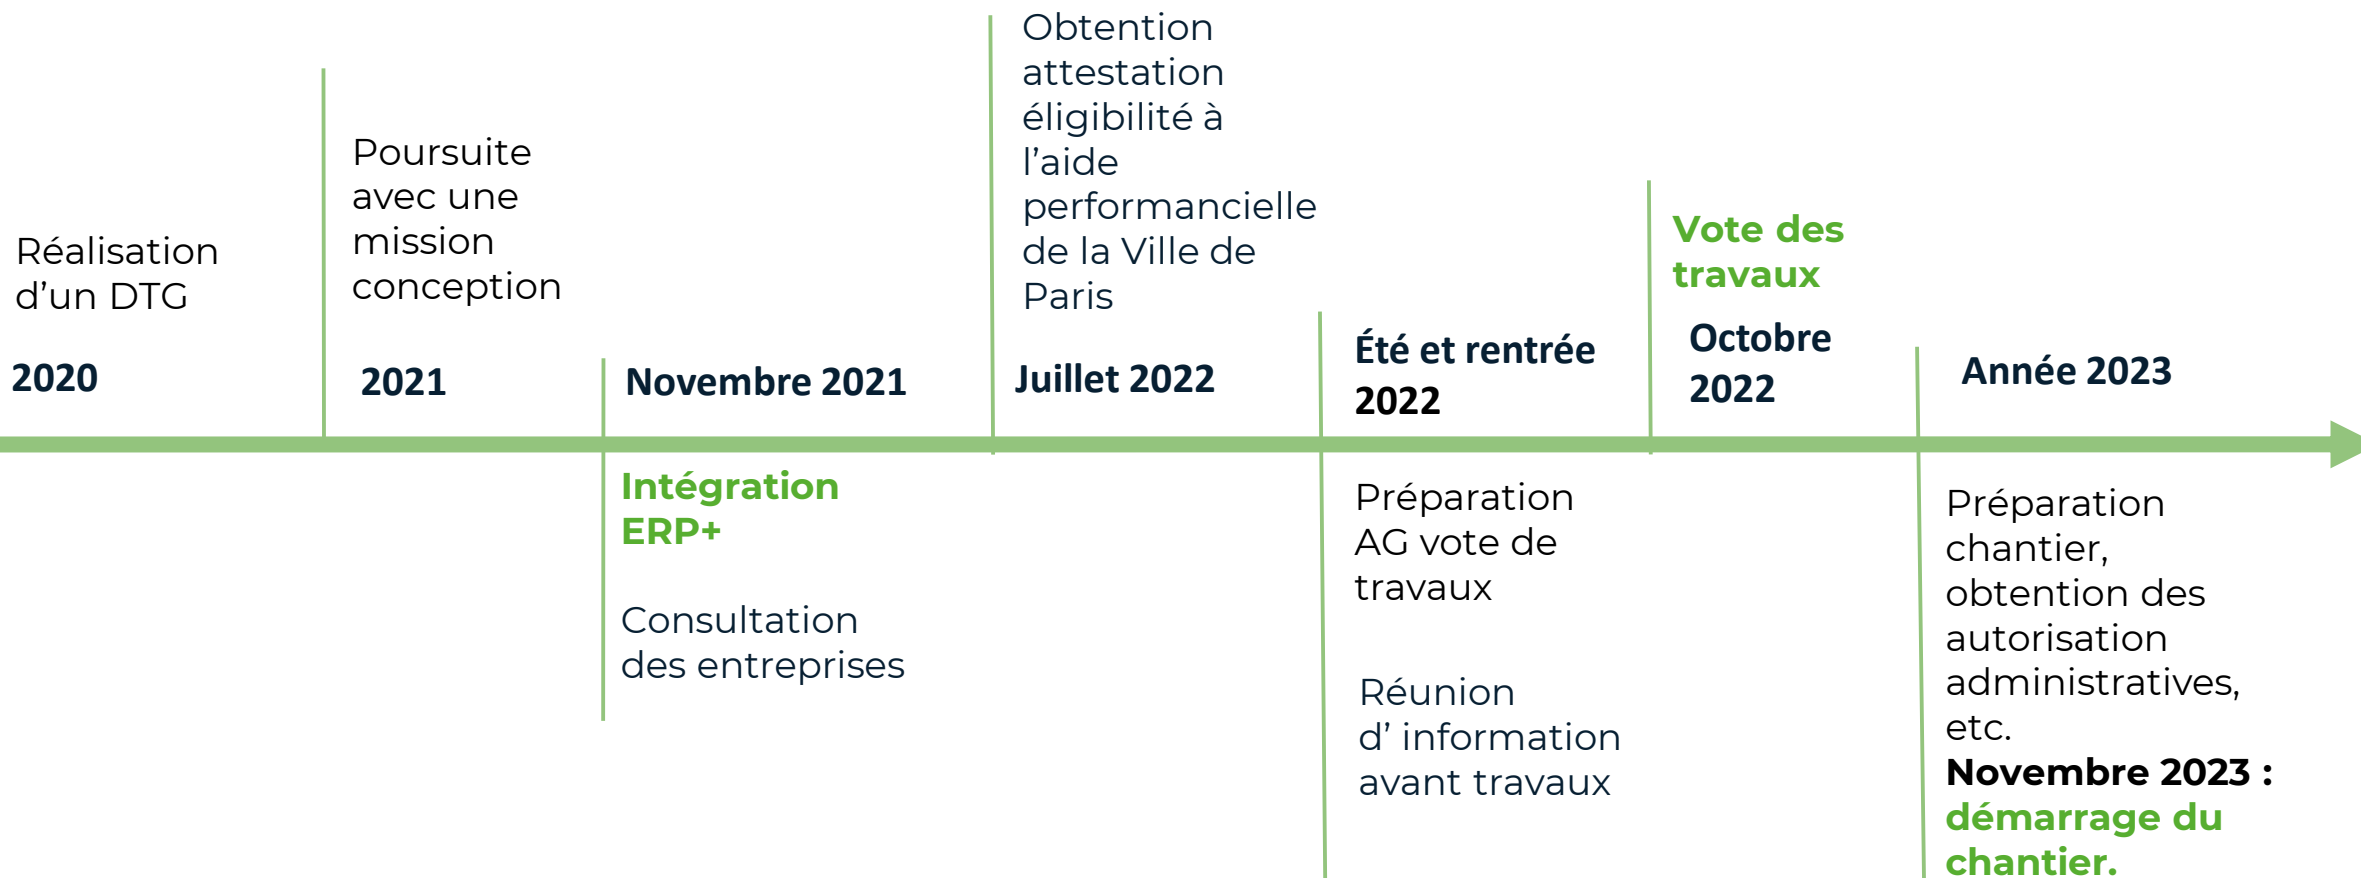 Réalisation
d’un DTG
2020
Poursuite
avec une
mission
conception
2021
Novembre 2021
Intégration
ERP+
Consultation
des entreprises
Obtention
attestation
éligibilité à
l’aide
performancielle
de la Ville de
Paris
Juillet 2022
Été et rentrée
2022
Préparation
AG vote de
travaux
Réunion
d’ information
avant travaux
Vote des
travaux
Octobre
2022
Année 2023
Préparation
chantier,
obtention des
autorisation
administratives,
etc.
Novembre 2023 :
démarrage du
chantier.